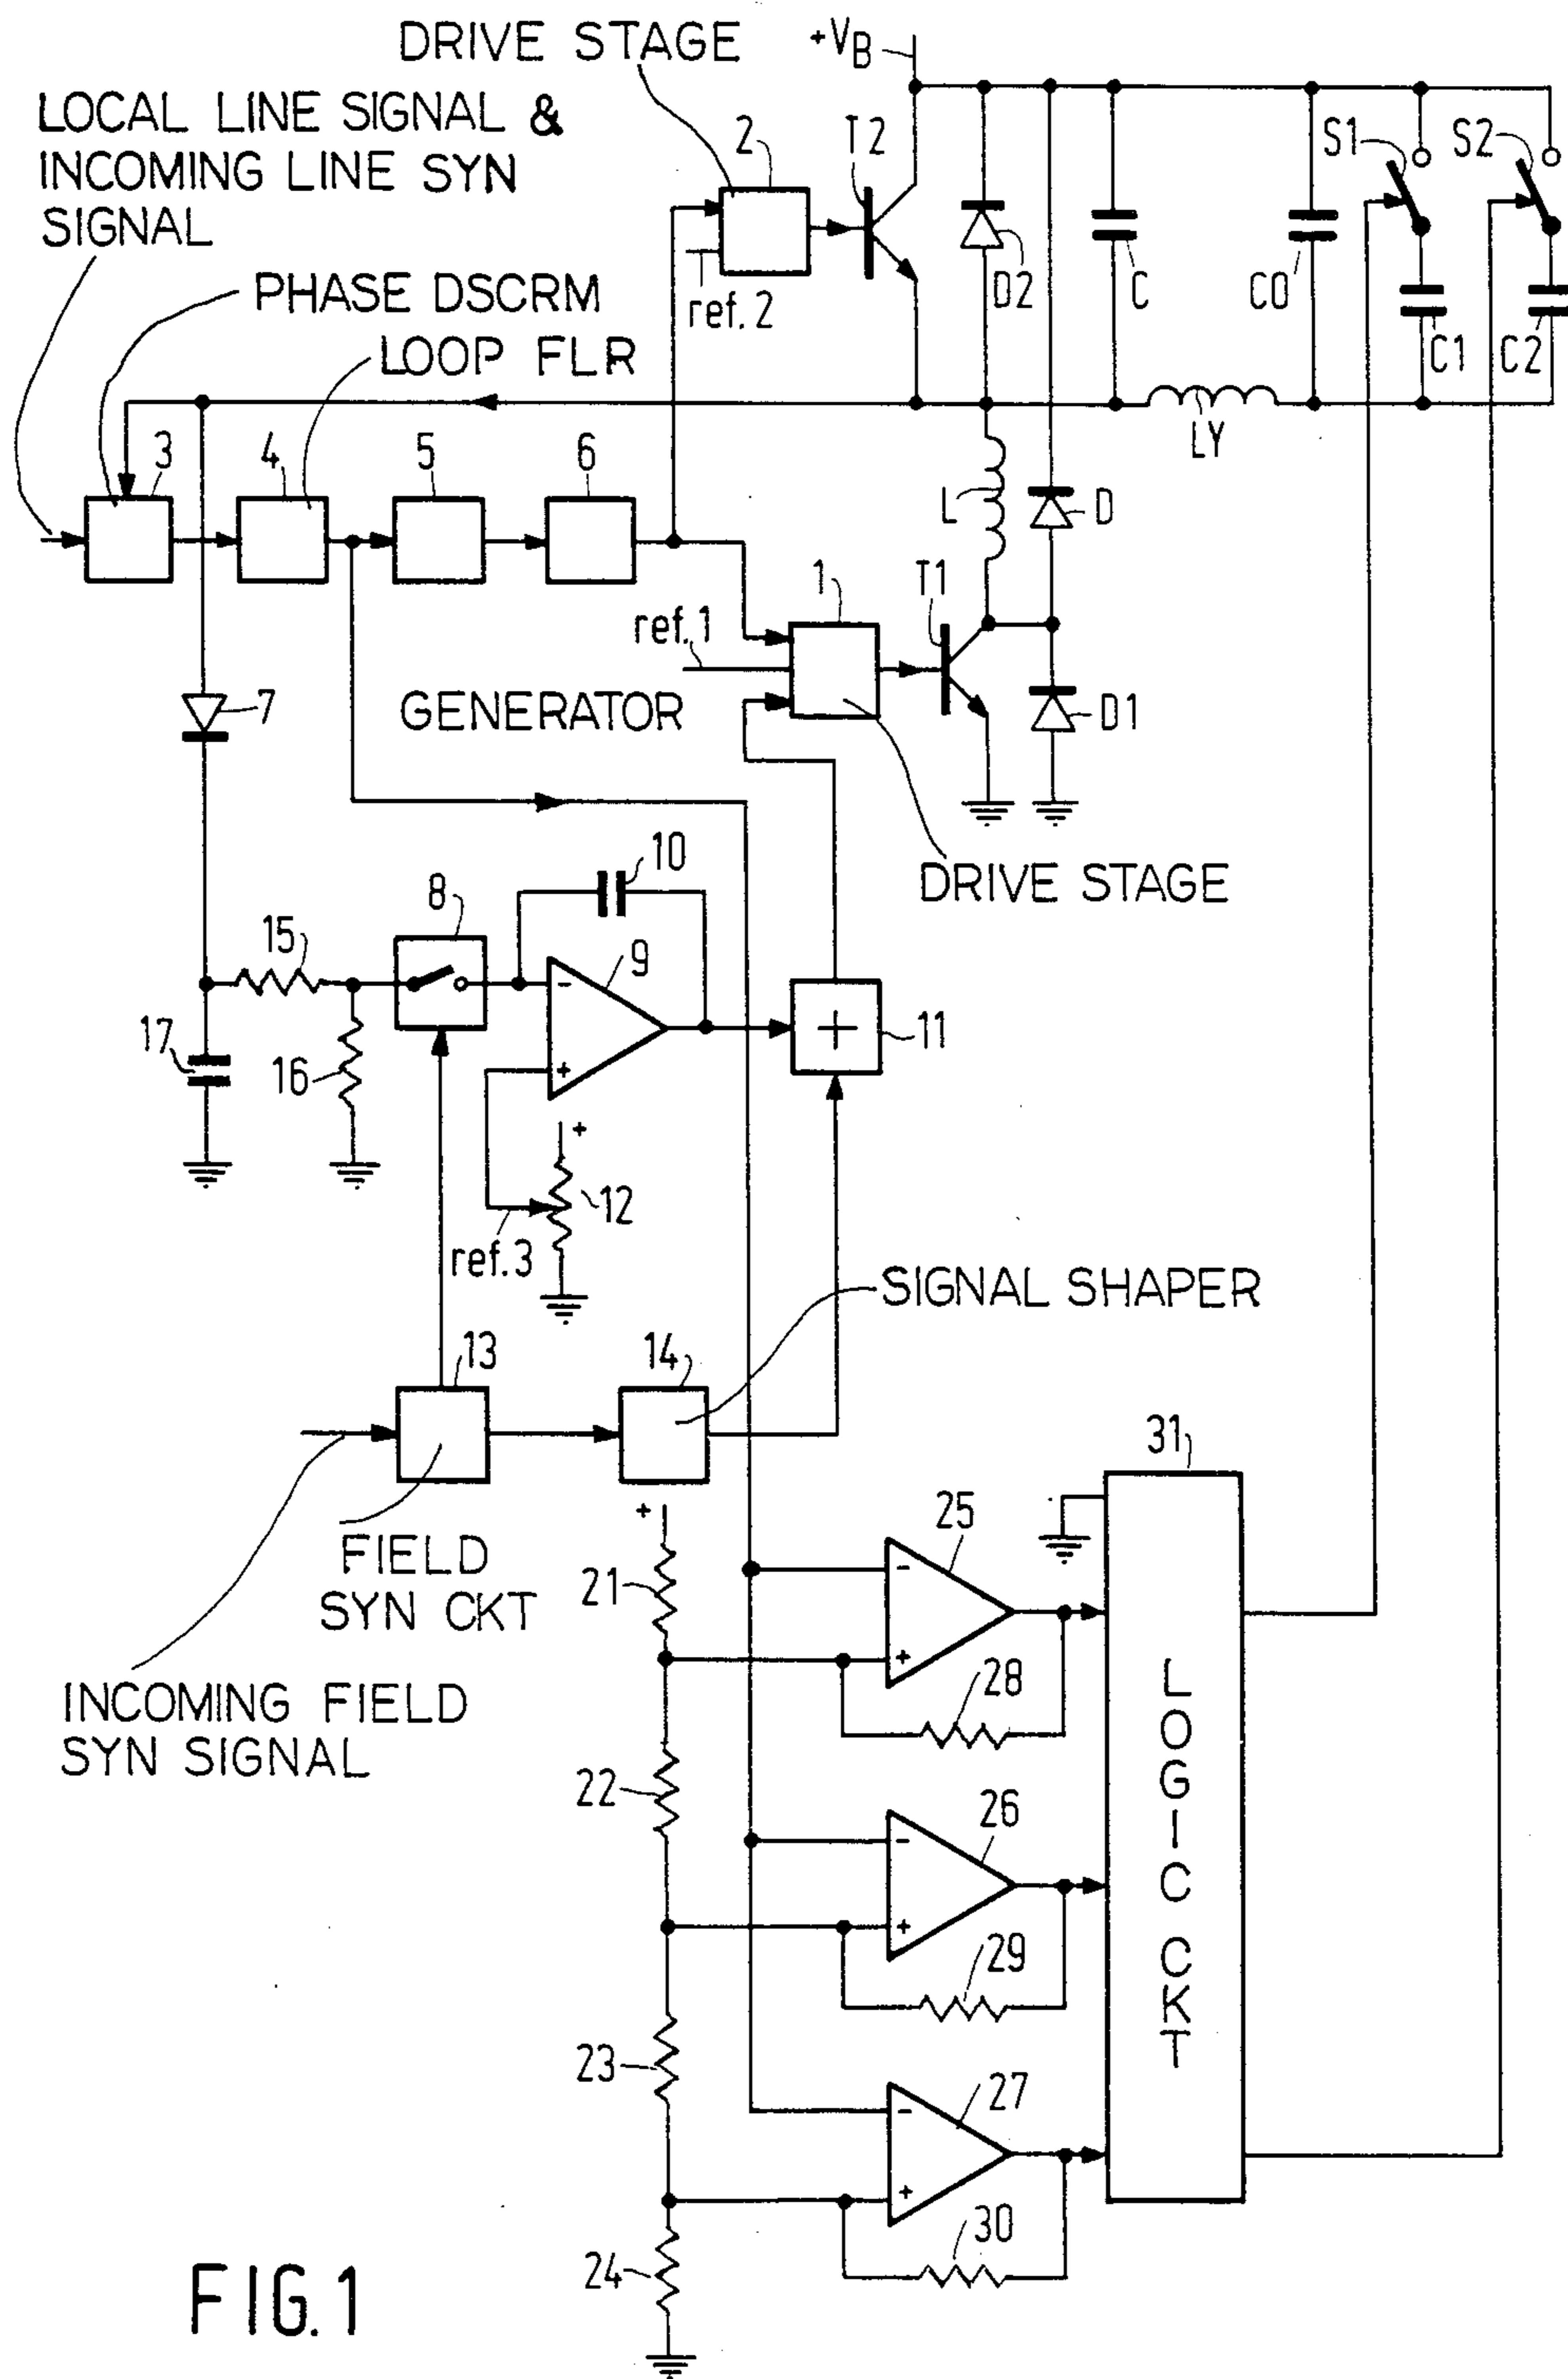 DRIVE STAGE
+VB
LOCAL LINE SIGNAL &
INCOMING LINE SYN
SIGNAL
2
T2
S1
S2
ref.2
D2
C
C0
C1
C2
PHASE DSCRM
LOOP FLR
LY
3
4
5
6
L
D
ref.1
1
T1
D1
7
GENERATOR
DRIVE STAGE
10
8
9
15
+
11
17
16
-
+
+
12
ref.3
SIGNAL SHAPER
13
14
31
FIELD
SYN CKT
+
21
25
-
+
28
INCOMING FIELD
SYN SIGNAL
22
26
-
+
29
LOGIC CKT
23
27
-
+
30
24
FIG.1